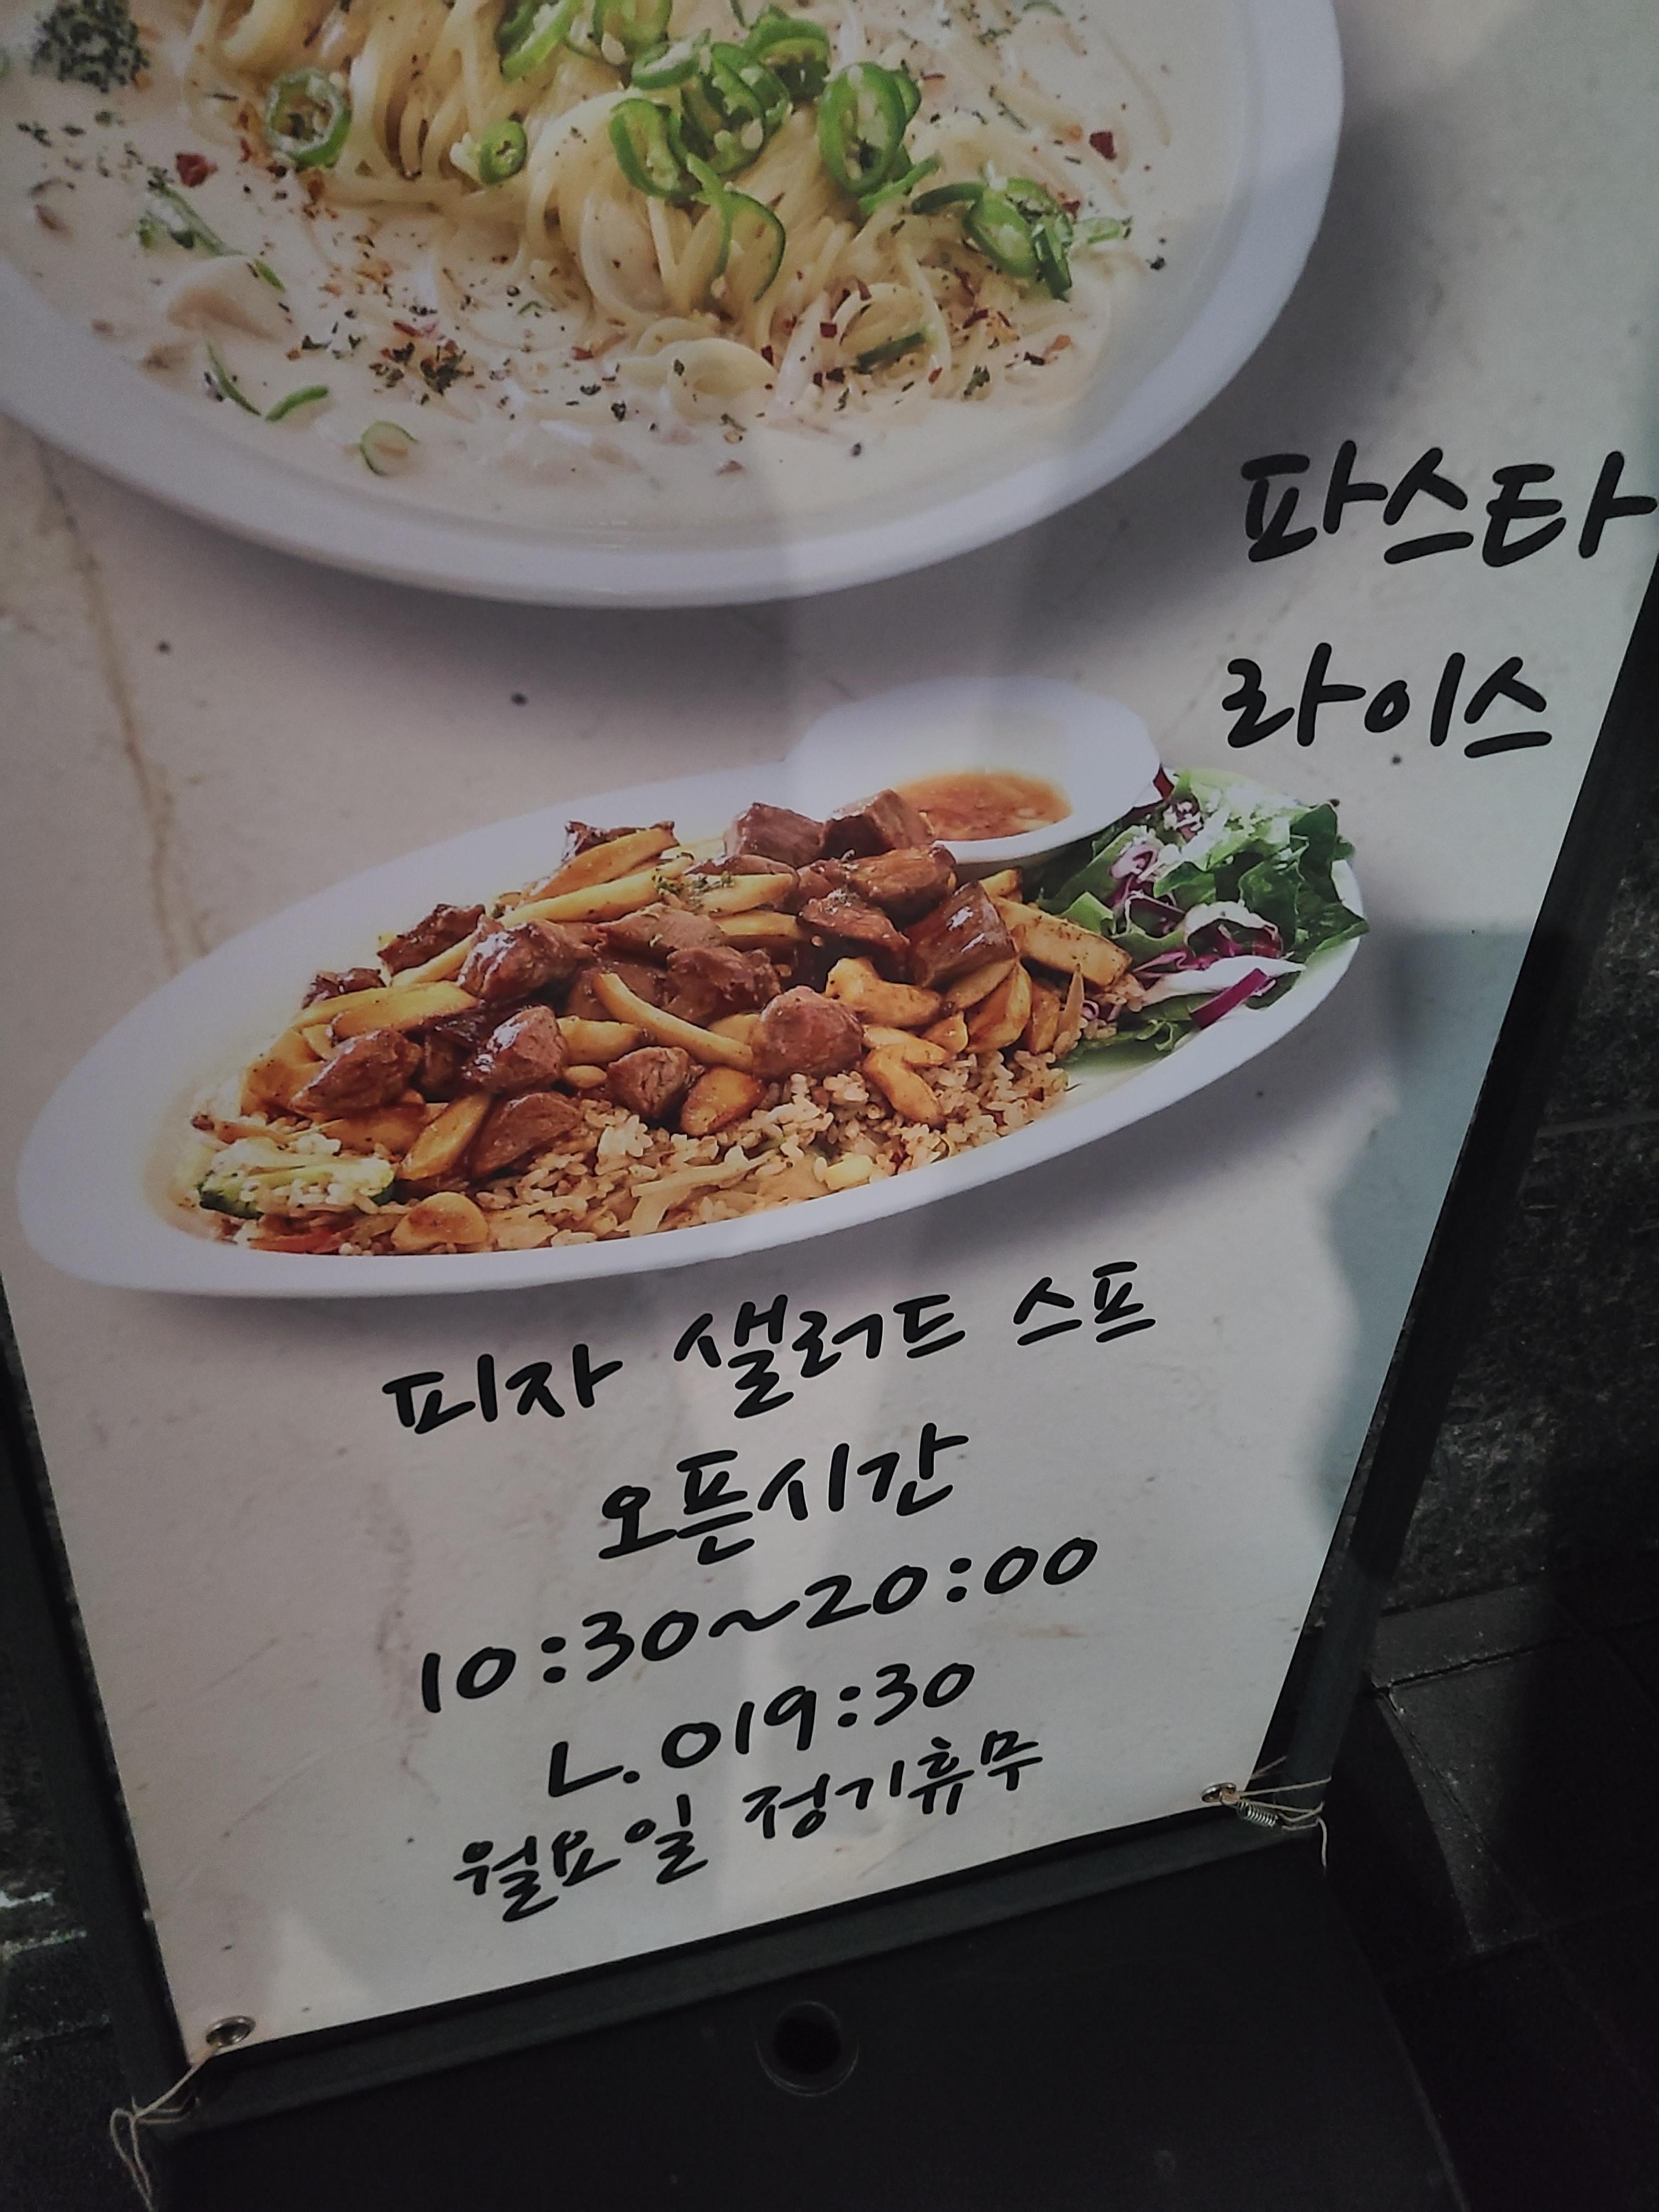 파스타
라이스
피자 샐러드 스프
오픈시간
10:30~20:00
L.O19:30
월요일 정기휴무